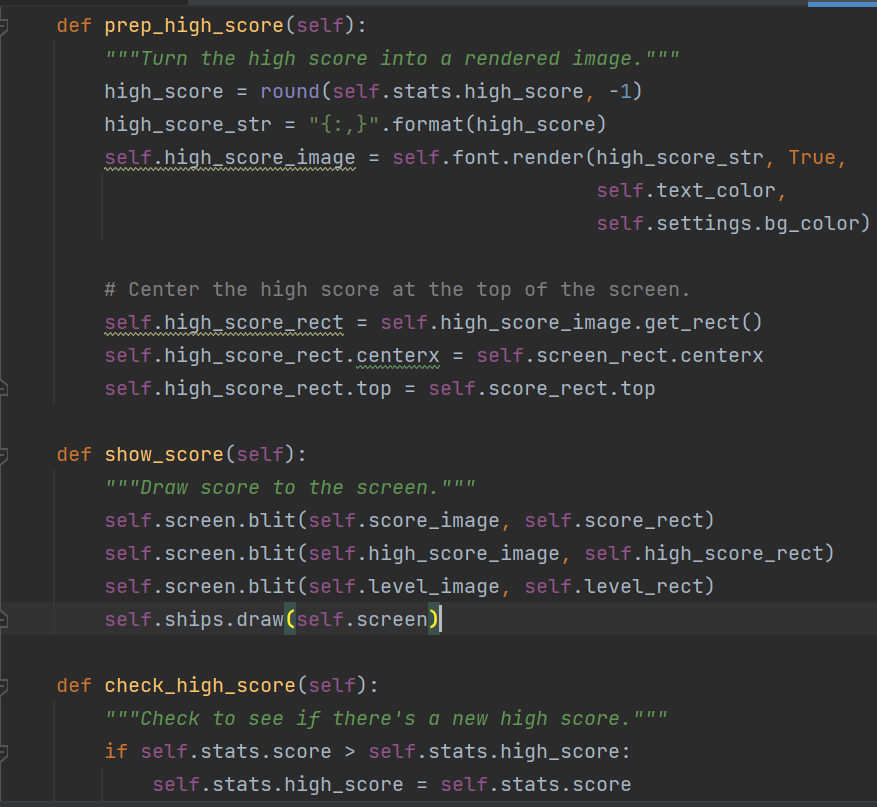 def prep_high_score(self):
    """Turn the high score into a rendered image."""
    high_score = round(self.stats.high_score, -1)
    high_score_str = "{:,}".format(high_score)
    self.high_score_image = self.font.render(high_score_str, True,
                                             self.text_color,
                                             self.settings.bg_color)

    # Center the high score at the top of the screen.
    self.high_score_rect = self.high_score_image.get_rect()
    self.high_score_rect.centerx = self.screen_rect.centerx
    self.high_score_rect.top = self.score_rect.top

def show_score(self):
    """Draw score to the screen."""
    self.screen.blit(self.score_image, self.score_rect)
    self.screen.blit(self.high_score_image, self.high_score_rect)
    self.screen.blit(self.level_image, self.level_rect)
    self.ships.draw(self.screen)

def check_high_score(self):
    """Check to see if there's a new high score."""
    if self.stats.score > self.stats.high_score:
        self.stats.high_score = self.stats.score